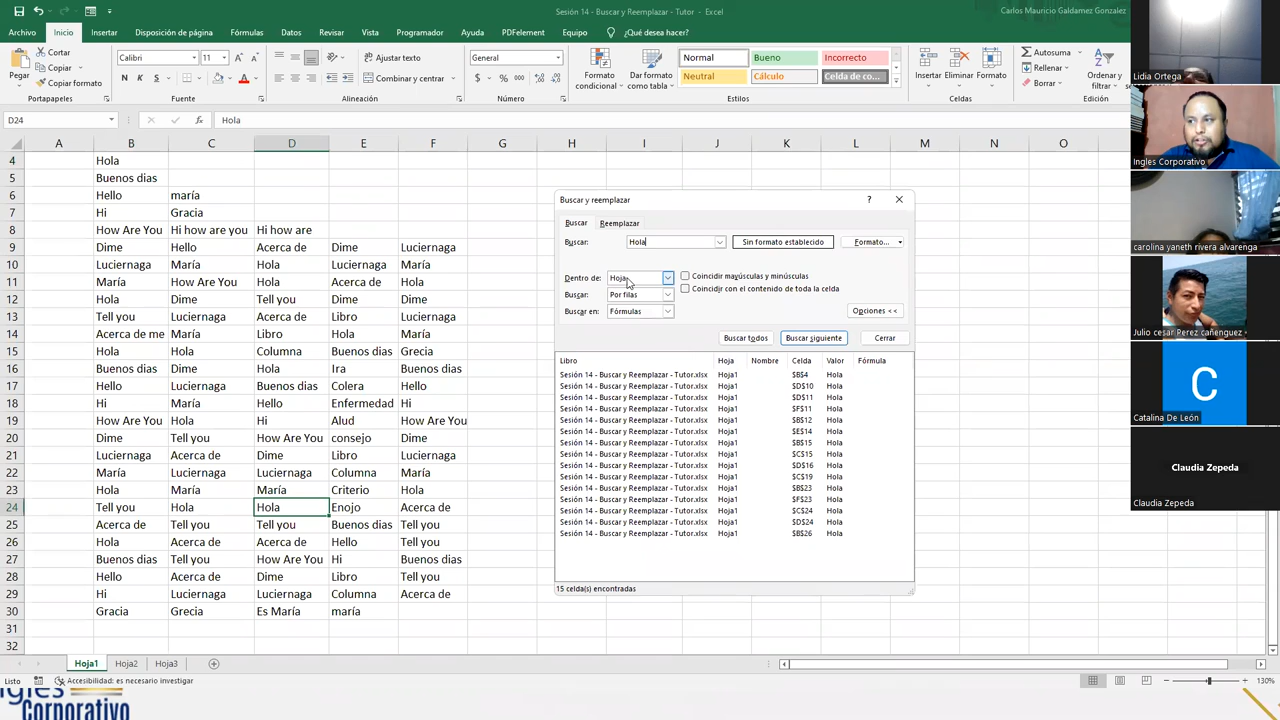 Sesión 14 - Buscar y Reemplazar - Tutor - Excel
Carlos Mauricio Galdamez Gonzalez
Archivo Inicio Insertar Disposición de página Fórmulas Datos Revisar Vista Programador Ayuda PDFelement Equipo ¿Qué desea hacer?
Pegar
Cortar
Copiar
Copiar formato
Portapapeles
Calibri 11
N K S
Fuente
Ajustar texto
Combinar y centrar
Alineación
General
$ % 000
Número
Formato condicional
Dar formato como tabla
Normal Bueno Incorrecto
Neutral Cálculo Celda de co...
Estilos
Insertar Eliminar Formato
Celdas
Autosuma
Rellenar
Borrar
Ordenar y filtrar
Edición
D24 fx Hola
A B C D E F G H I J K L M N O
4 Hola
5 Buenos dias
6 Hello maría
7 Hi Gracia
8 How Are You Hi how are you Hi how are
9 Dime Hello Acerca de Dime Luciernaga
10 Luciernaga María Hola Luciernaga María
11 María How Are You Hola Acerca de Hola
12 Hola Dime Tell you Dime Dime
13 Tell you Luciernaga Acerca de Libro Luciernaga
14 Acerca de me María Libro Hola María
15 Hola Hola Columna Buenos dias Grecia
16 Buenos dias Dime Hola Ira Buenos dias
17 Hello Luciernaga Buenos dias Colera Hello
18 Hi María Hello Enfermedad Hi
19 How Are You Hola Hi Alud How Are You
20 Dime Tell you How Are You consejo Dime
21 Luciernaga Acerca de Dime Libro Luciernaga
22 María Luciernaga Luciernaga Columna María
23 Hola María María Criterio Hola
24 Tell you Hola Hola Enojo Acerca de
25 Acerca de Tell you Tell you Buenos dias Tell you
26 Hola Acerca de Acerca de Hello Tell you
27 Buenos dias Tell you How Are You Hi Buenos dias
28 Hello Acerca de Dime Libro Tell you
29 Hi Luciernaga Luciernaga Columna Acerca de
30 Gracia Grecia Es María maría
31
32
Buscar y reemplazar ?
Buscar Reemplazar
Buscar: Hola Sin formato establecido Formato...
Dentro de: Hoja Coincidir mayúsculas y minúsculas
Buscar: Por filas Coincidir con el contenido de toda la celda
Buscar en: Fórmulas Opciones <<
Buscar todos Buscar siguiente Cerrar
Libro Hoja Nombre Celda Valor Fórmula
Sesión 14 - Buscar y Reemplazar - Tutor.xlsx Hoja1 $B$4 Hola
Sesión 14 - Buscar y Reemplazar - Tutor.xlsx Hoja1 $D$10 Hola
Sesión 14 - Buscar y Reemplazar - Tutor.xlsx Hoja1 $D$11 Hola
Sesión 14 - Buscar y Reemplazar - Tutor.xlsx Hoja1 $F$11 Hola
Sesión 14 - Buscar y Reemplazar - Tutor.xlsx Hoja1 $B$12 Hola
Sesión 14 - Buscar y Reemplazar - Tutor.xlsx Hoja1 $E$14 Hola
Sesión 14 - Buscar y Reemplazar - Tutor.xlsx Hoja1 $B$15 Hola
Sesión 14 - Buscar y Reemplazar - Tutor.xlsx Hoja1 $C$15 Hola
Sesión 14 - Buscar y Reemplazar - Tutor.xlsx Hoja1 $D$16 Hola
Sesión 14 - Buscar y Reemplazar - Tutor.xlsx Hoja1 $C$19 Hola
Sesión 14 - Buscar y Reemplazar - Tutor.xlsx Hoja1 $B$23 Hola
Sesión 14 - Buscar y Reemplazar - Tutor.xlsx Hoja1 $F$23 Hola
Sesión 14 - Buscar y Reemplazar - Tutor.xlsx Hoja1 $C$24 Hola
Sesión 14 - Buscar y Reemplazar - Tutor.xlsx Hoja1 $D$24 Hola
Sesión 14 - Buscar y Reemplazar - Tutor.xlsx Hoja1 $B$26 Hola
15 celda(s) encontradas
Hoja1 Hoja2 Hoja3
Listo Accesibilidad: es necesario investigar 130%
Ingles
Corporativo
Lidia Ortega
Ingles Corporativo
carolina yaneth rivera alvarenga
Julio cesar Perez cañenguez
C
Catalina De León
Claudia Zepeda
Claudia Zepeda